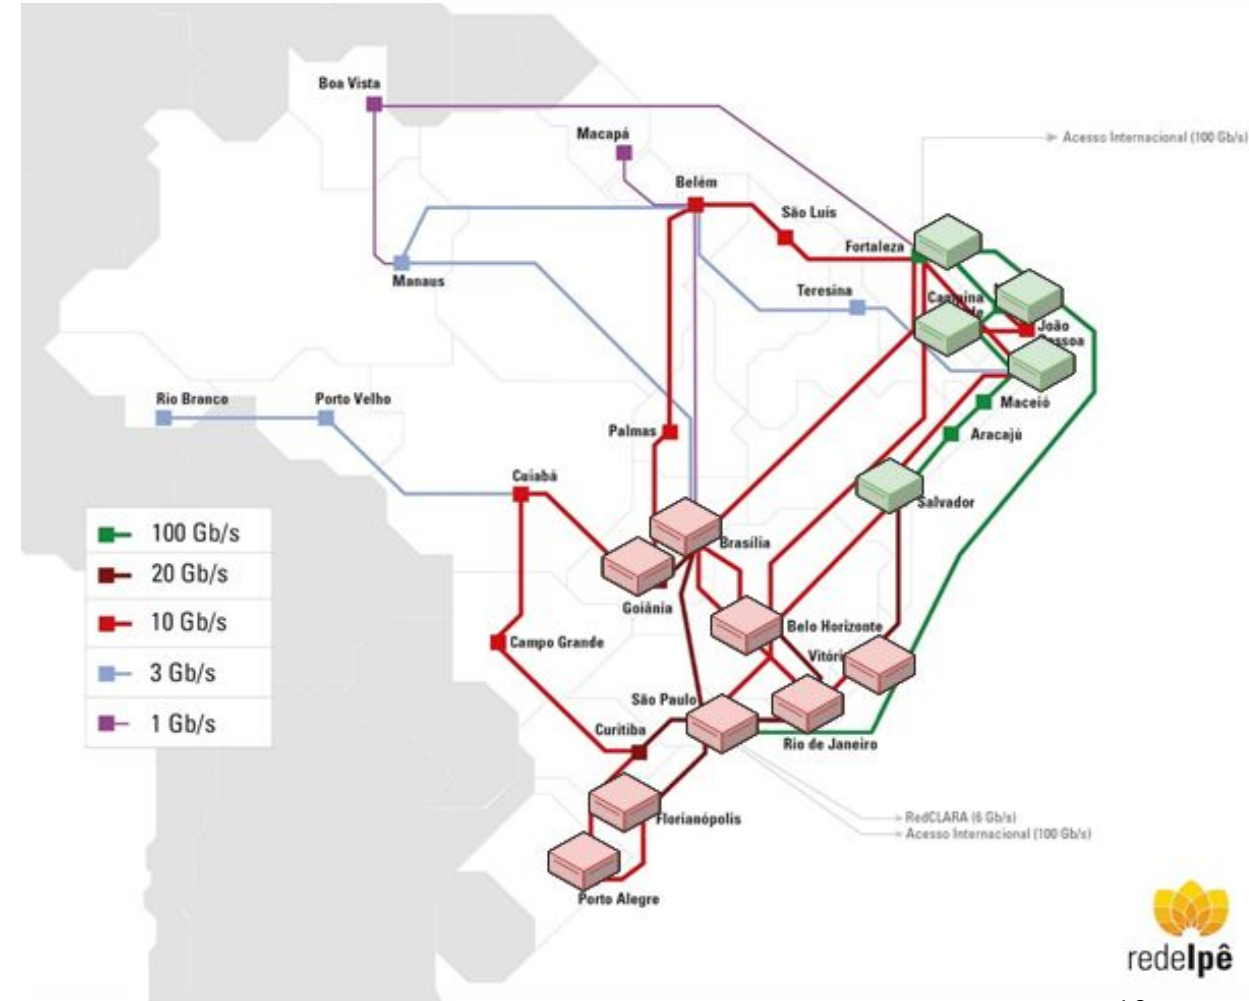 Boa Vista
Macapá
Acesso Internacional (100 Gb/s)
Belém
São Luís
Fortaleza
Manaus
Teresina
João
Rio Branco
Porto Velho
Maceió
Palmas
Aracajú
Cuiabá
Salvador
100 Gb/s
Brasília
20 Gb/s
Goiânia
10 Gb/s
Belo Horizonte
Campo Grande
3 Gb/s
São Paulo
1 Gb/s
Curitiba
Rio de Janeiro
RedCLARA (6 Gb/s)
Florianópolis
Acesso Internacional (100 Gb/s)
Porto Alegre
redeIpê